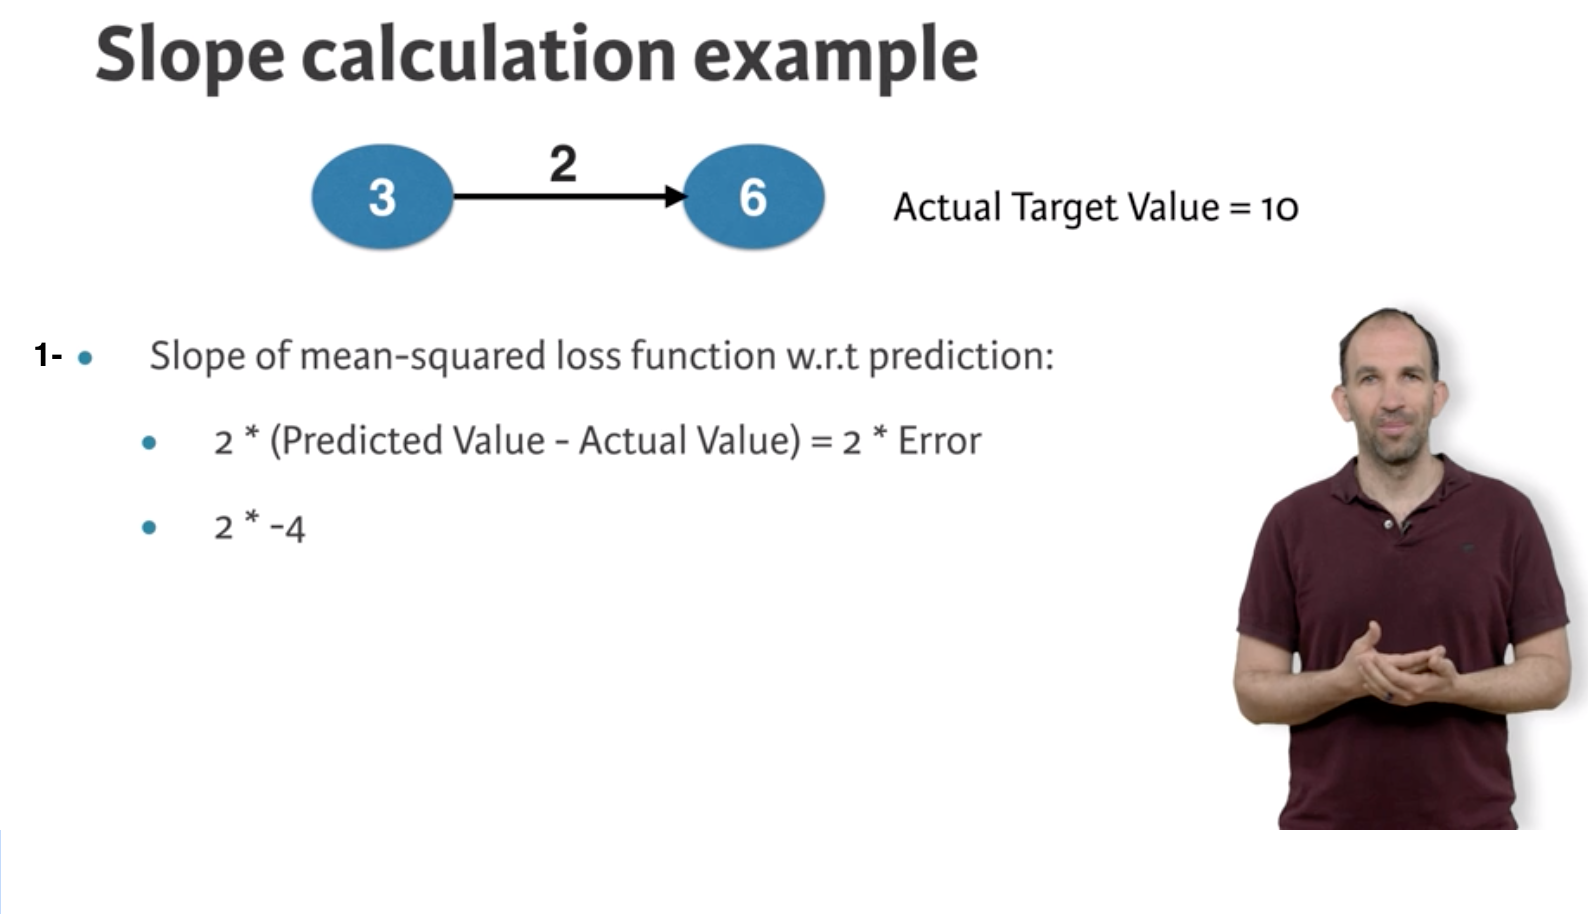 Slope calculation example
2
3
6
Actual Target Value = 10
1- • Slope of mean-squared loss function w.r.t prediction:
• 2 * (Predicted Value - Actual Value) = 2 * Error
• 2 * -4